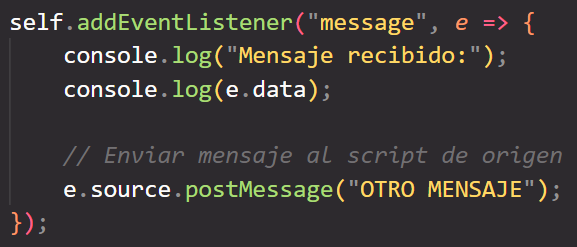 self.addEventListener("message", e => {
    console.log("Mensaje recibido:");
    console.log(e.data);

    // Enviar mensaje al script de origen
    e.source.postMessage("OTRO MENSAJE");
});